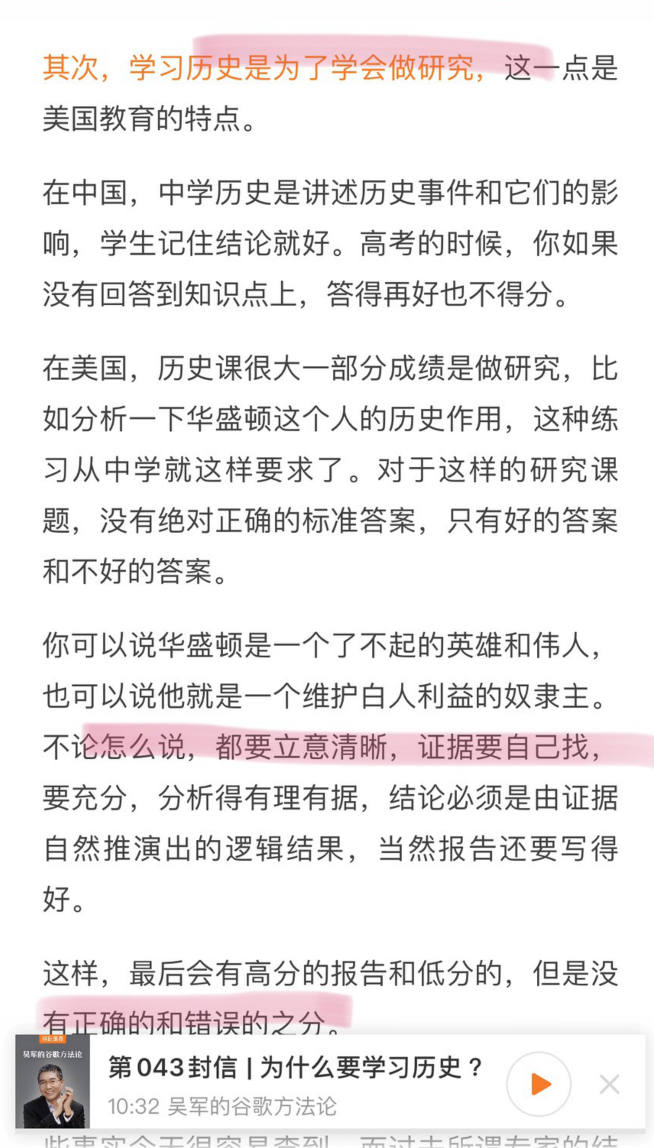 其次，学习历史是为了学会做研究，这一点是
美国教育的特点。
在中国，中学历史是讲述历史事件和它们的影
响，学生记住结论就好。高考的时候，你如果
没有回答到知识点上，答得再好也不得分。
在美国，历史课很大一部分成绩是做研究，比
如分析一下华盛顿这个人的历史作用，这种练
习从中学就这样要求了。对于这样的研究课
题，没有绝对正确的标准答案，只有好的答案
和不好的答案。
你可以说华盛顿是一个了不起的英雄和伟人，
也可以说他就是一个维护白人利益的奴隶主。
不论怎么说，都要立意清晰，证据要自己找，
要充分，分析得有理有据，结论必须是由证据
自然推演出的逻辑结果，当然报告还要写得
好。
这样，最后会有高分的报告和低分的，但是没
有正确的和错误的之分。
吴军的谷歌方法论
第043封信 | 为什么要学习历史？
10:32 吴军的谷歌方法论